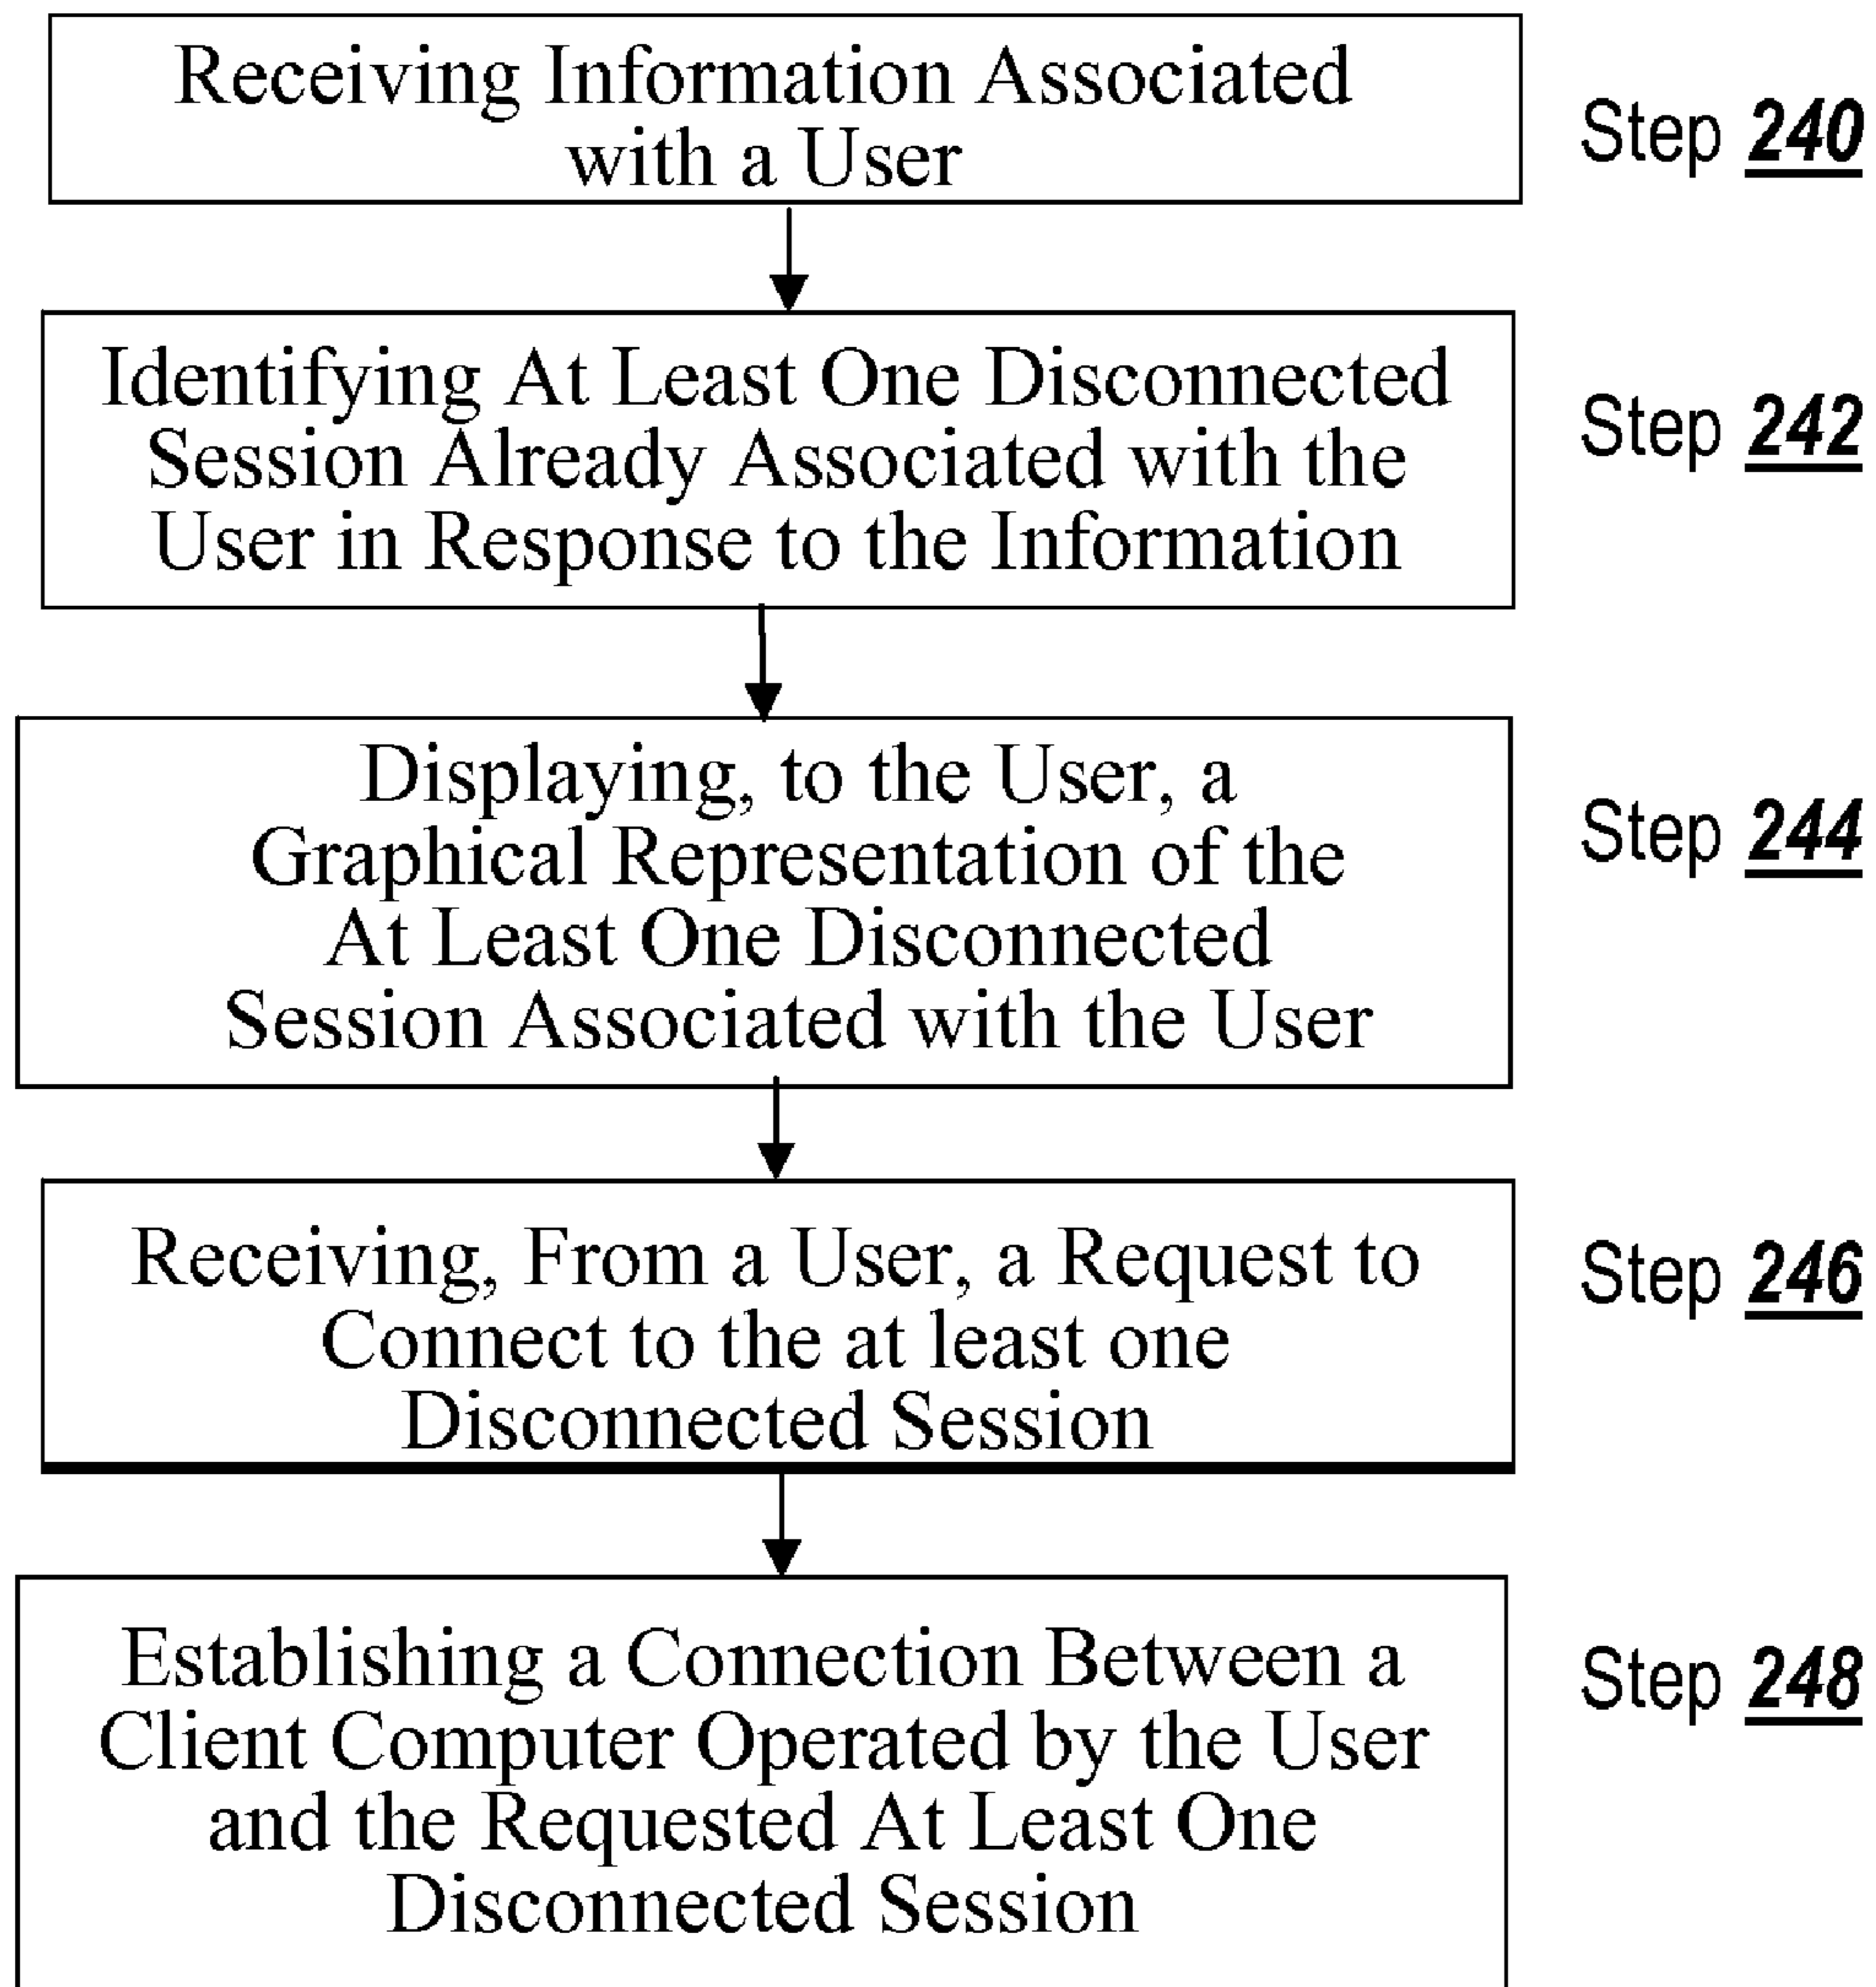 Receiving Information Associated
with a User
Step 240
Identifying At Least One Disconnected
Session Already Associated with the
User in Response to the Information
Step 242
Displaying, to the User, a
Graphical Representation of the
At Least One Disconnected
Session Associated with the User
Step 244
Receiving, From a User, a Request to
Connect to the at least one
Disconnected Session
Step 246
Establishing a Connection Between a
Client Computer Operated by the User
and the Requested At Least One
Disconnected Session
Step 248